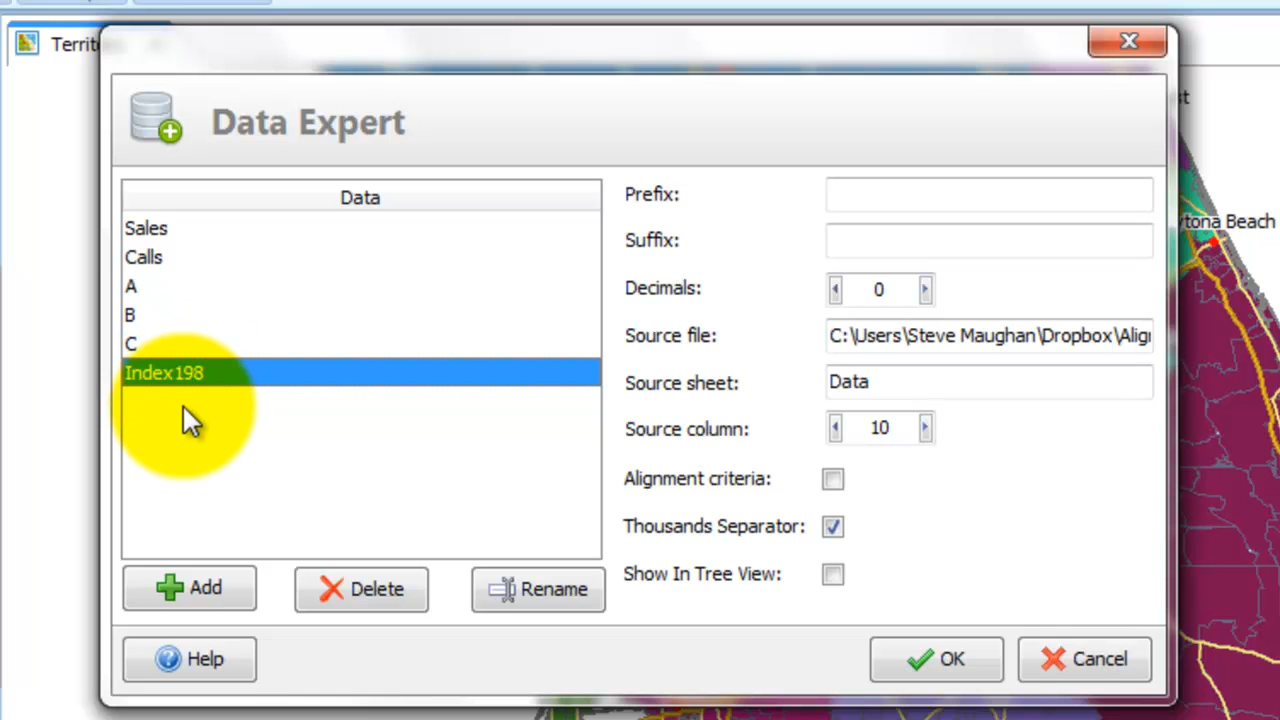 Data Expert
Data
Sales
Calls
A
B
C
Index198
Add
Delete
Rename
Prefix:
Suffix:
Decimals:
0
Source file:
C:\Users\Steve Maughan\Dropbox\Alig
Source sheet:
Data
Source column:
10
Alignment criteria:
Thousands Separator:
Show In Tree View:
Help
OK
Cancel
Beach